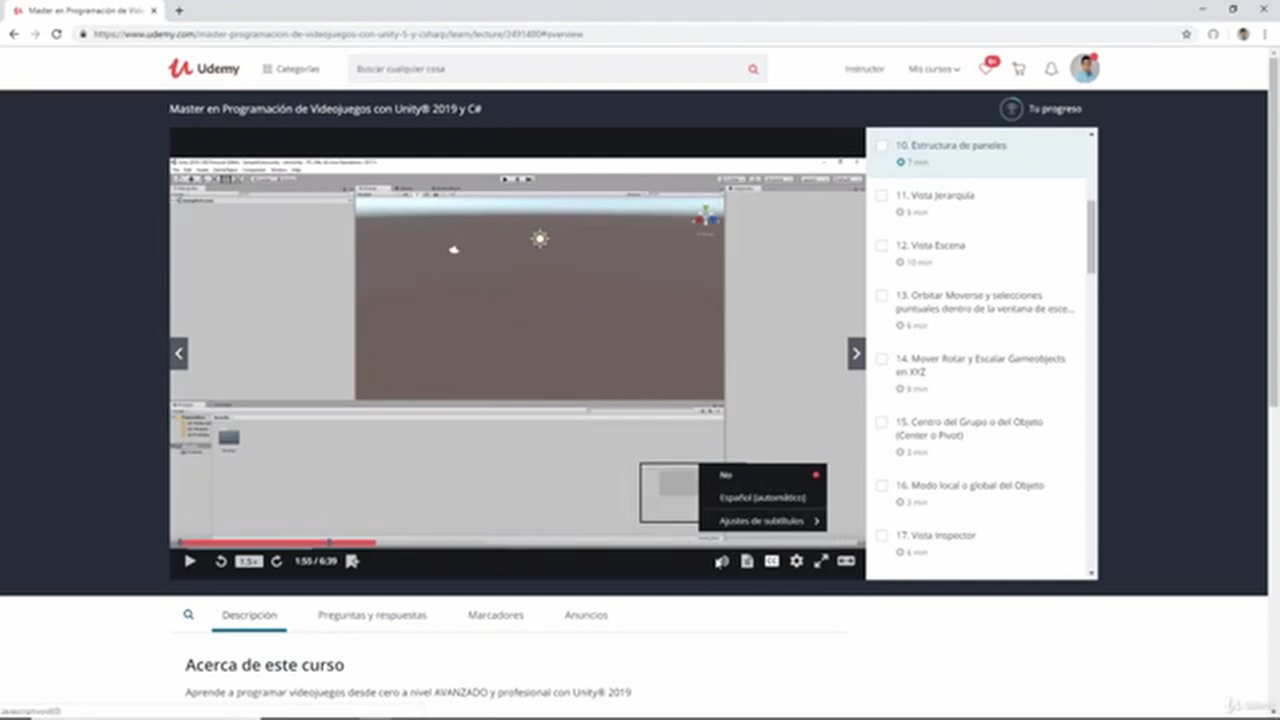 Master en Programación de Vid
https://www.udemy.com/master-programacion-de-videojuegos-con-unity-5-y-csharp/learn/lecture/2491480#overview
Udemy
Categorías
Buscar cualquier cosa
Instructor
Mis cursos
9+
Master en Programación de Videojuegos con Unity® 2019 y C#
Tu progreso
10. Estructura de paneles
7 min
11. Vista Jerarquía
8 min
12. Vista Escena
10 min
13. Orbitar Moverse y selecciones
puntuales dentro de la ventana de esce...
6 min
14. Mover Rotar y Escalar Gameobjects
en XYZ
9 min
15. Centro del Grupo o del Objeto
(Center o Pivot)
3 min
16. Modo local o global del Objeto
3 min
17. Vista Inspector
6 min
No
Español [automático]
Ajustes de subtítulos
1.5x
1:55 / 6:39
CC
Descripción
Preguntas y respuestas
Marcadores
Anuncios
Acerca de este curso
Aprende a programar videojuegos desde cero a nivel AVANZADO y profesional con Unity® 2019
javascript:void(0)